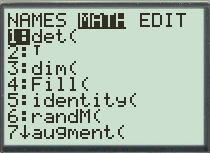 NAMES MATH EDIT
1:det(
2:ᵀ
3:dim(
4:Fill(
5:identity(
6:randM(
7↓augment(